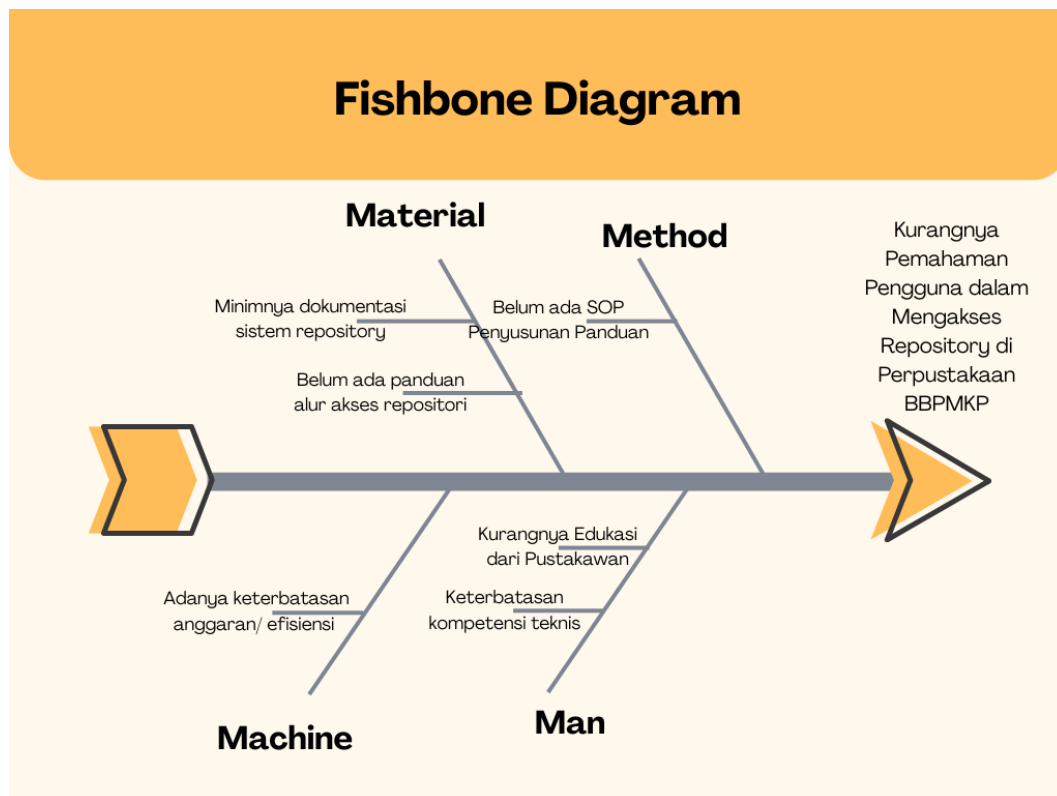 Fishbone Diagram
Material
Method
Minimnya dokumentasi
sistem repository
Belum ada panduan
alur akses repositori
Belum ada SOP
Penyusunan Panduan
Kurangnya
Pemahaman
Pengguna dalam
Mengakses
Repository di
Perpustakaan
BBPMKP
Adanya keterbatasan
anggaran/ efisiensi
Kurangnya Edukasi
dari Pustakawan
Keterbatasan
kompetensi teknis
Machine
Man